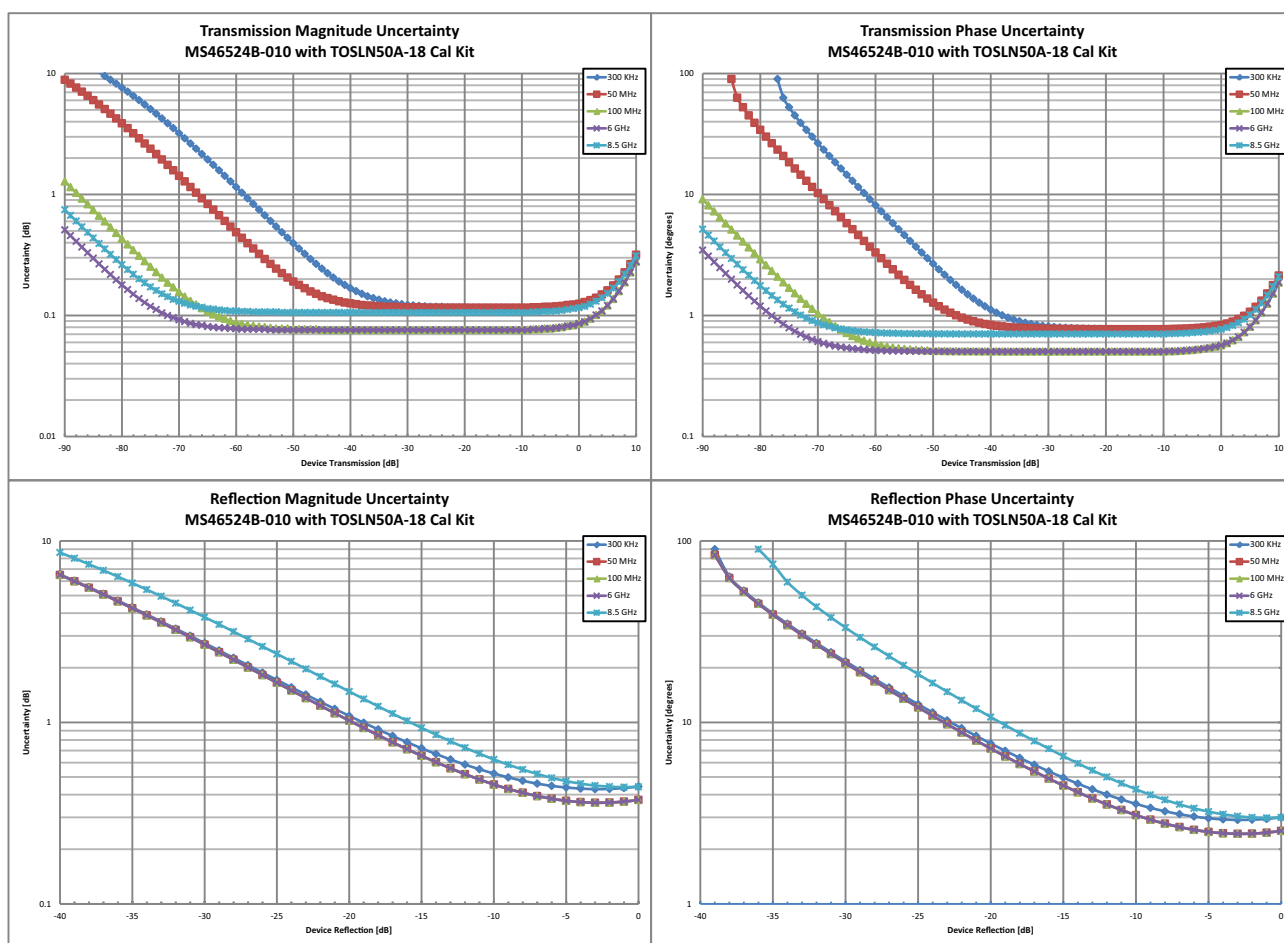 Transmission Magnitude Uncertainty
MS46524B-010 with TOSLN50A-18 Cal Kit
10
1
0.1
0.01
Uncertainty [dB]
-90 -80 -70 -60 -50 -40 -30 -20 -10 0 10
Device Transmission [dB]
300 KHz
50 MHz
100 MHz
6 GHz
8.5 GHz
Transmission Phase Uncertainty
MS46524B-010 with TOSLN50A-18 Cal Kit
100
10
1
0.1
Uncertainty [degrees]
-90 -80 -70 -60 -50 -40 -30 -20 -10 0 10
Device Transmission [dB]
300 KHz
50 MHz
100 MHz
6 GHz
8.5 GHz
Reflection Magnitude Uncertainty
MS46524B-010 with TOSLN50A-18 Cal Kit
10
1
0.1
Uncertainty [dB]
-40 -35 -30 -25 -20 -15 -10 -5 0
Device Reflection [dB]
300 KHz
50 MHz
100 MHz
6 GHz
8.5 GHz
Reflection Phase Uncertainty
MS46524B-010 with TOSLN50A-18 Cal Kit
100
10
1
Uncertainty [degrees]
-40 -35 -30 -25 -20 -15 -10 -5 0
Device Reflection [dB]
300 KHz
50 MHz
100 MHz
6 GHz
8.5 GHz